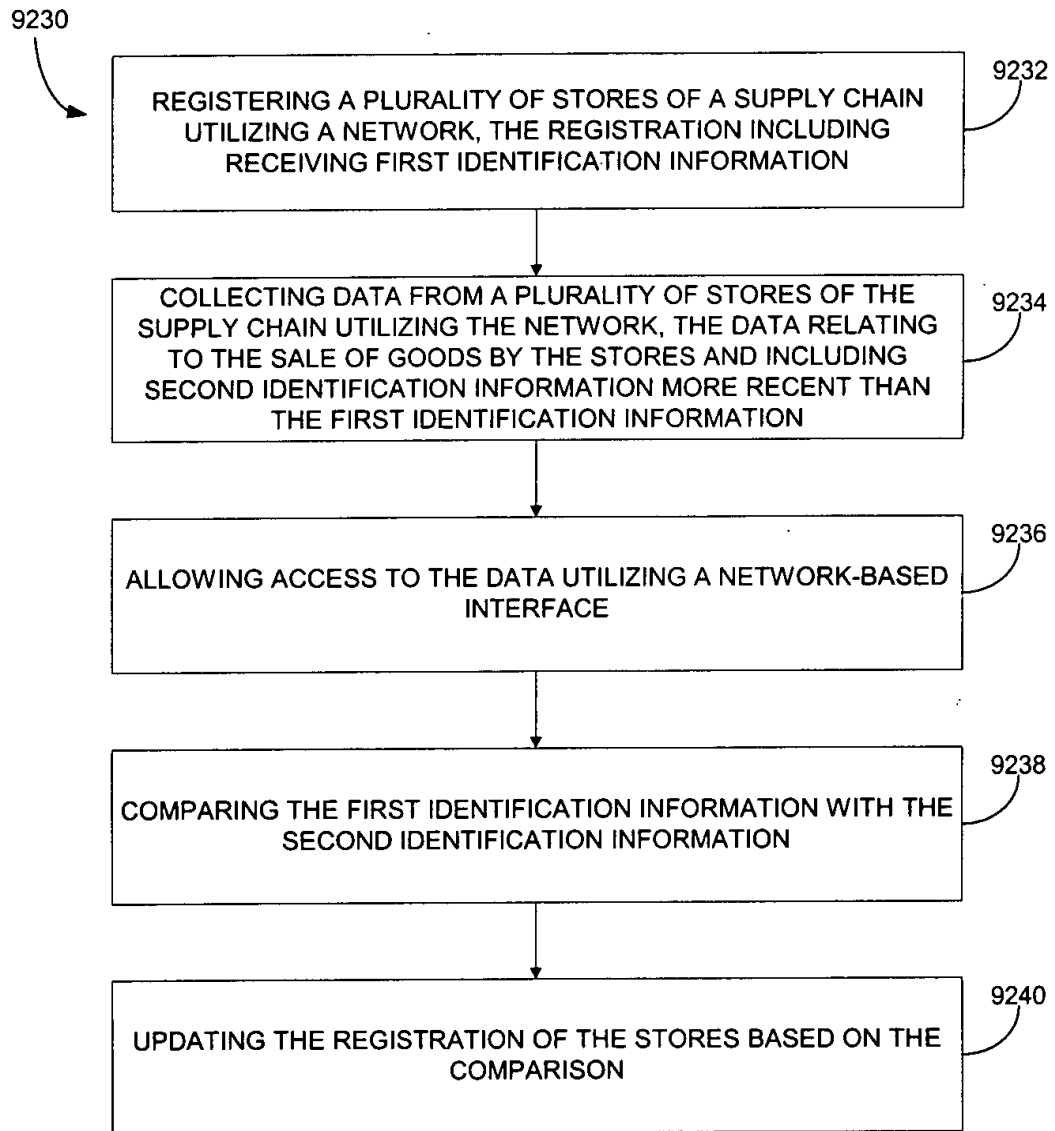 9230
9232
REGISTERING A PLURALITY OF STORES OF A SUPPLY CHAIN
UTILIZING A NETWORK, THE REGISTRATION INCLUDING
RECEIVING FIRST IDENTIFICATION INFORMATION
9234
COLLECTING DATA FROM A PLURALITY OF STORES OF THE
SUPPLY CHAIN UTILIZING THE NETWORK, THE DATA RELATING
TO THE SALE OF GOODS BY THE STORES AND INCLUDING
SECOND IDENTIFICATION INFORMATION MORE RECENT THAN
THE FIRST IDENTIFICATION INFORMATION
9236
ALLOWING ACCESS TO THE DATA UTILIZING A NETWORK-BASED
INTERFACE
9238
COMPARING THE FIRST IDENTIFICATION INFORMATION WITH THE
SECOND IDENTIFICATION INFORMATION
9240
UPDATING THE REGISTRATION OF THE STORES BASED ON THE
COMPARISON